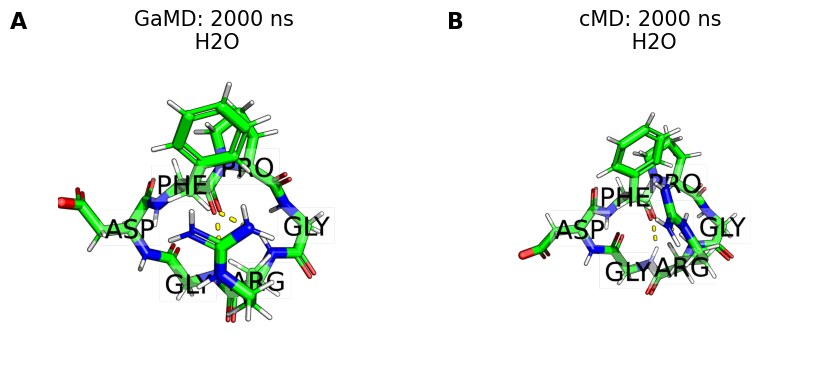 A
GaMD: 2000 ns
H2O
PHE
PRO
ASP
GLY
GLY
ARG
B
cMD: 2000 ns
H2O
PHE
PRO
ASP
GLY
GLY
ARG